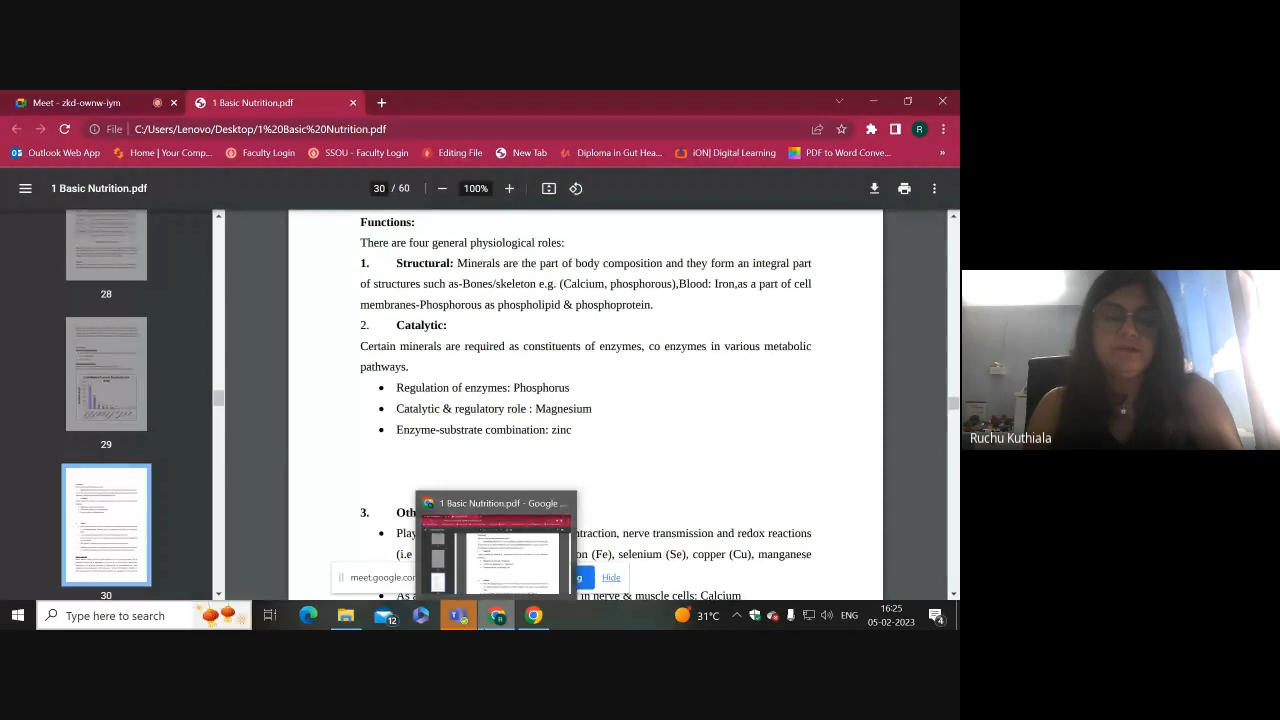 Meet - zkd-ownw-iym
1 Basic Nutrition.pdf
File
C:/Users/Lenovo/Desktop/1%20Basic%20Nutrition.pdf
R
Outlook Web App
Home | Your Comp...
Faculty Login
SSOU - Faculty Login
Editing File
New Tab
Diploma in Gut Hea...
iON| Digital Learning
PDF to Word Conve...
»
1 Basic Nutrition.pdf
30 / 60
100%
28
29
30
Functions:
There are four general physiological roles:
1. Structural: Minerals are the part of body composition and they form an integral part
of structures such as-Bones/skeleton e.g. (Calcium, phosphorous),Blood: Iron,as a part of cell
membranes-Phosphorous as phospholipid & phosphoprotein.
2. Catalytic:
Certain minerals are required as constituents of enzymes, co enzymes in various metabolic
pathways.
• Regulation of enzymes: Phosphorus
• Catalytic & regulatory role : Magnesium
• Enzyme-substrate combination: zinc
1 Basic Nutrition.pdf - Google ...
3. Oth
• Play ntraction, nerve transmission and redox reactions
(i.e on (Fe), selenium (Se), copper (Cu), manganese
meet.google.com
g Hide
• As a in nerve & muscle cells: Calcium
Ruchu Kuthiala
Type here to search
12
31°C
ENG
16:25
05-02-2023
4